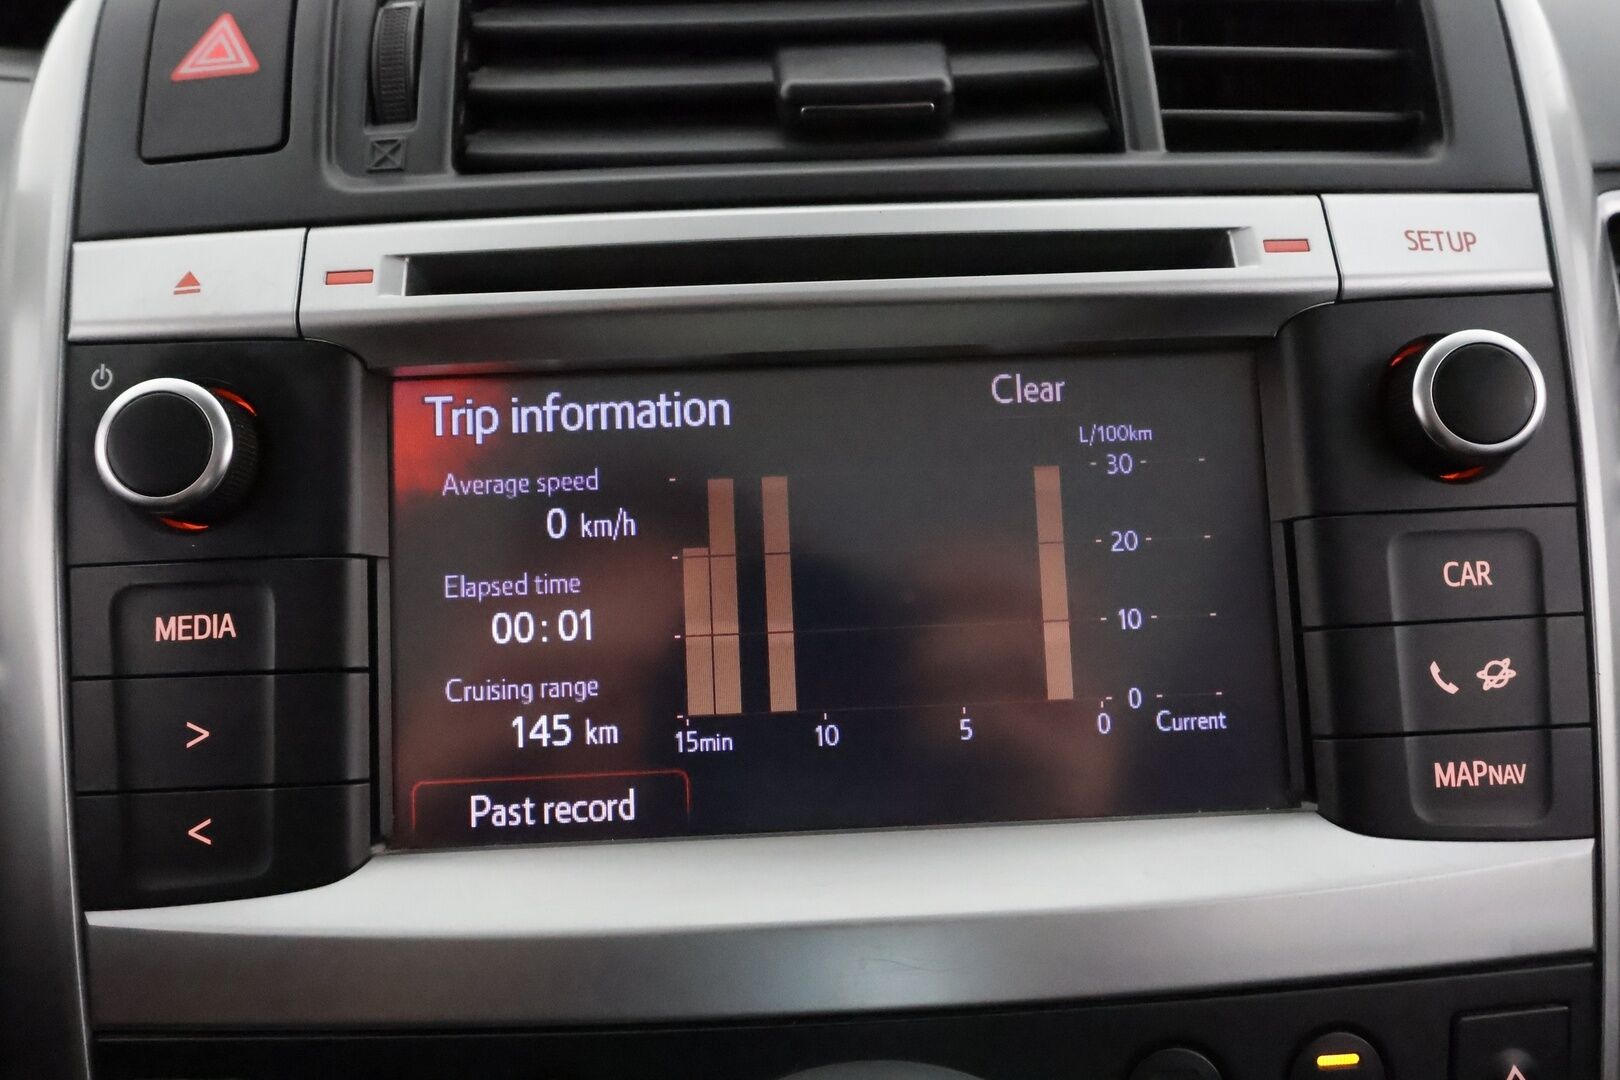 SETUP
Trip information
Clear
L/100km
30
Average speed
0 km/h
20
Elapsed time
00:01
10
Cruising range
145 km
0
15min
10
5
0
Current
Past record
MEDIA
>
<
CAR
MAPNAV